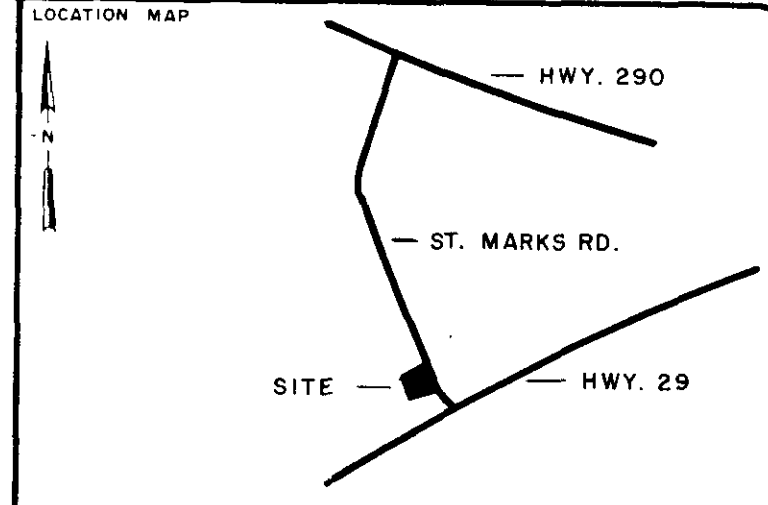 LOCATION MAP
N
HWY. 290
ST. MARKS RD.
SITE
HWY. 29